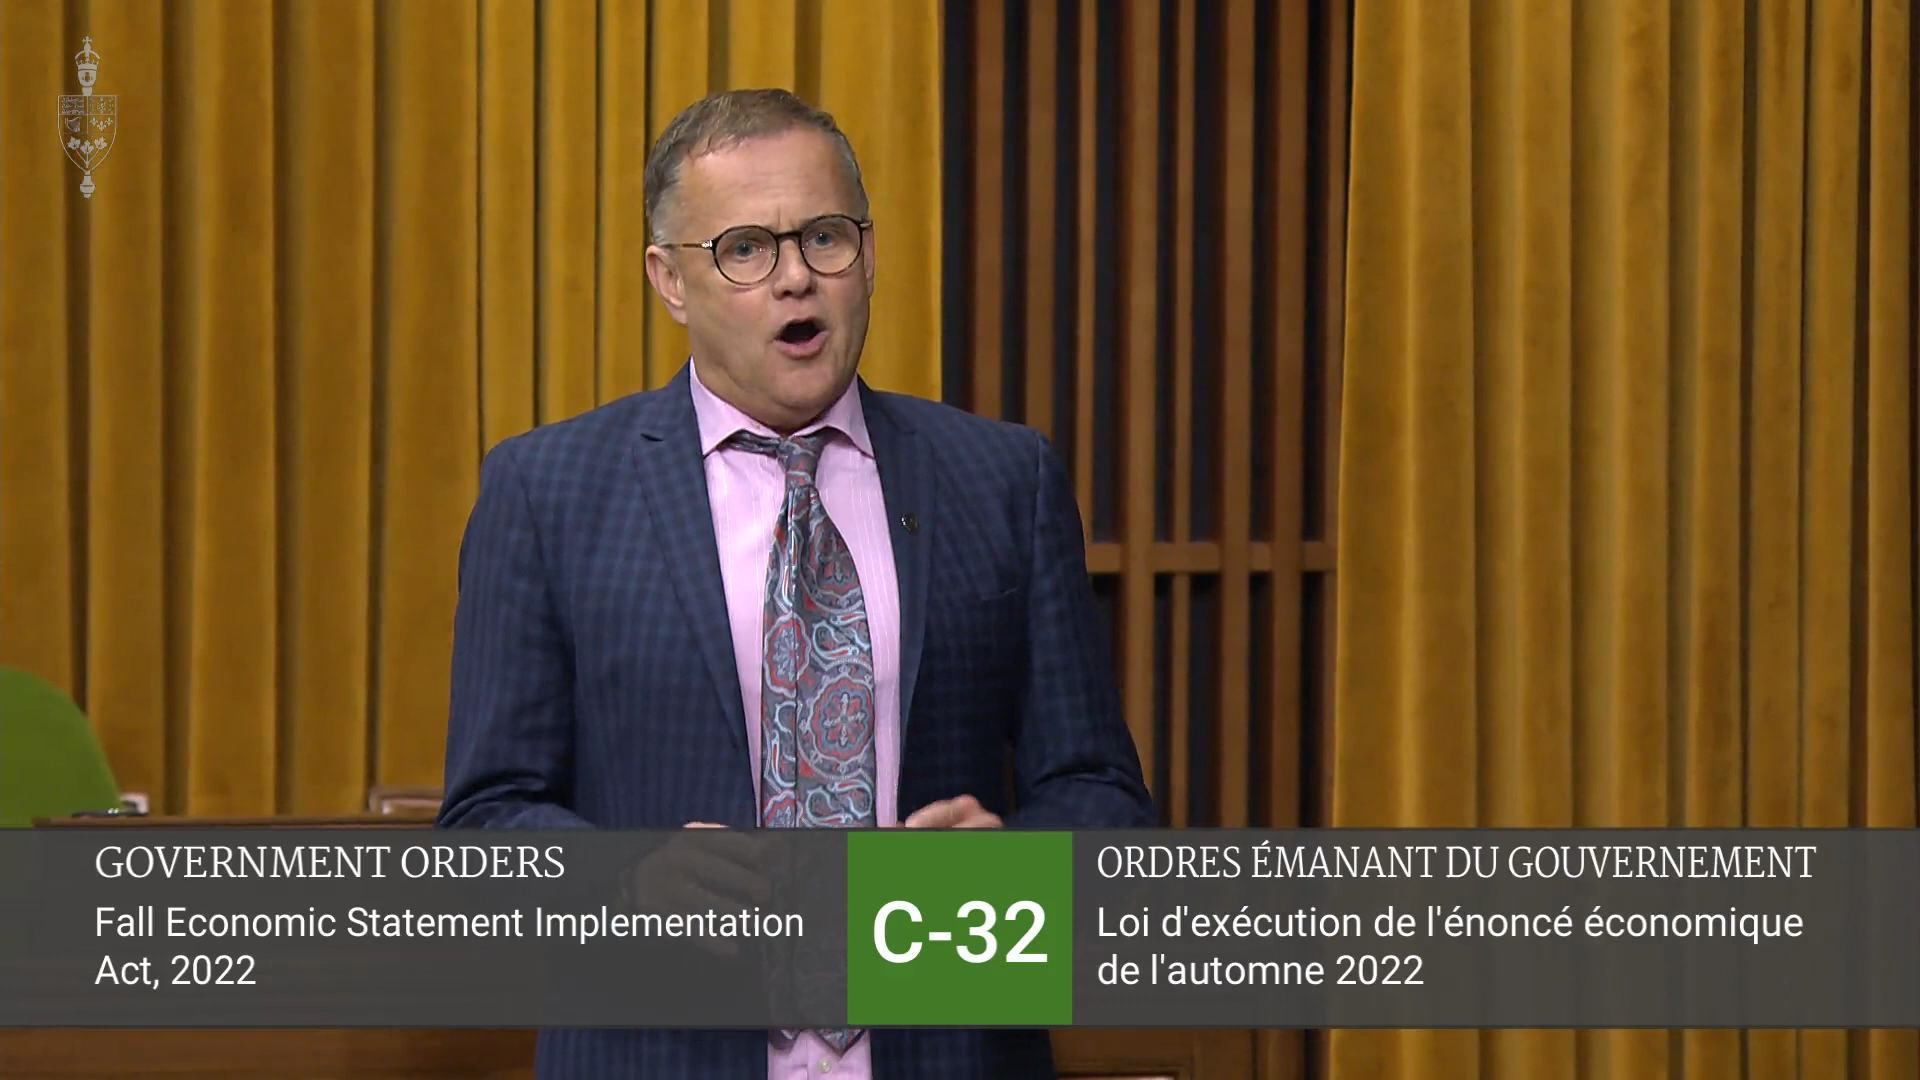 GOVERNMENT ORDERS
Fall Economic Statement Implementation
Act, 2022
C-32
ORDRES ÉMANANT DU GOUVERNEMENT
Loi d'exécution de l'énoncé économique
de l'automne 2022